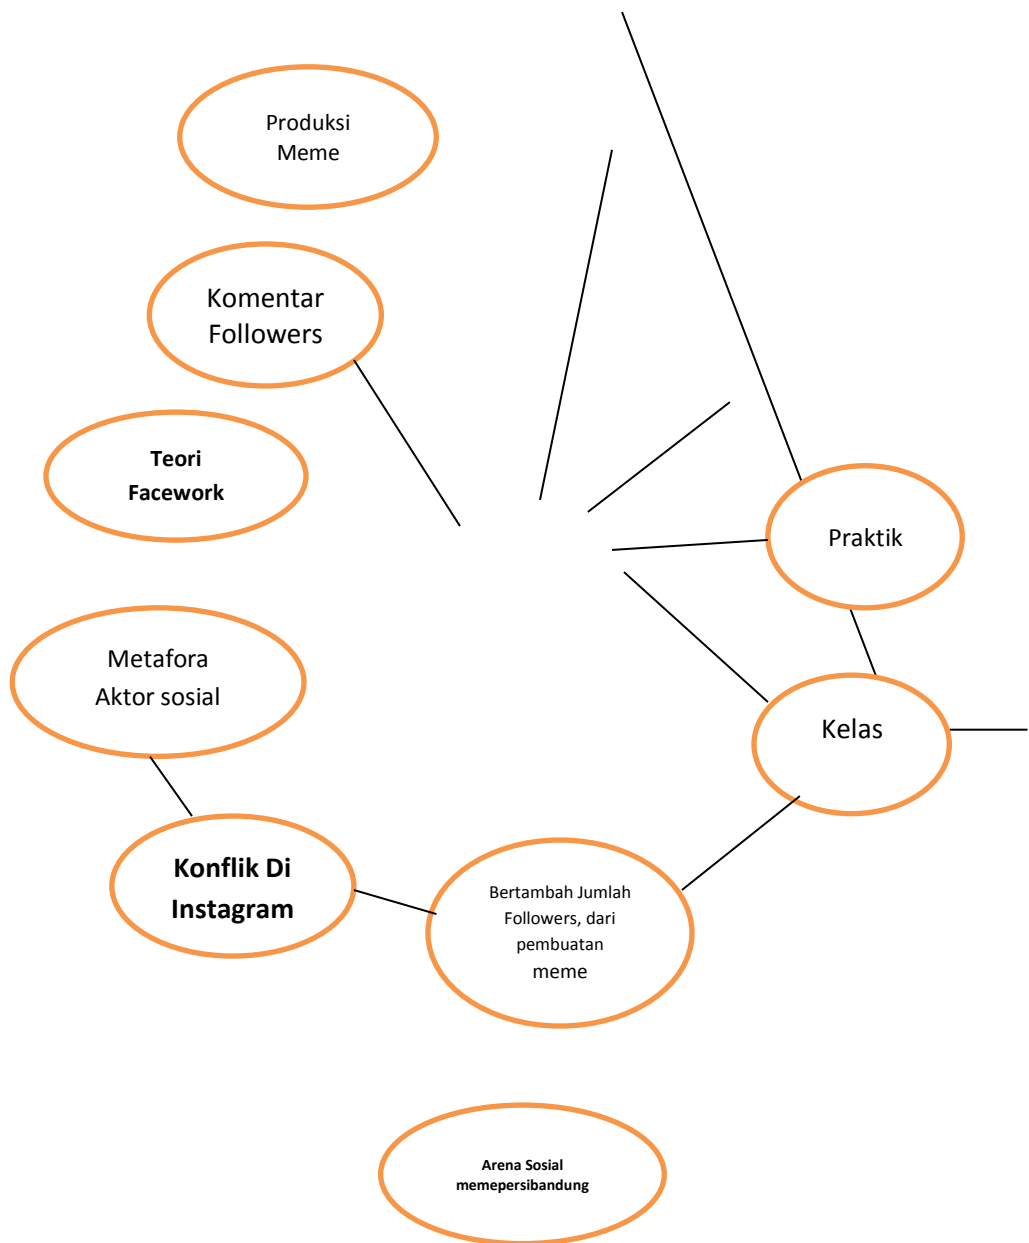 Produksi
Meme
Komentar
Followers
Teori
Facework
Praktik
Metafora
Aktor sosial
Kelas
Konflik Di
Instagram
Bertambah Jumlah
Followers, dari
pembuatan
meme
Arena Sosial
memepersibandung